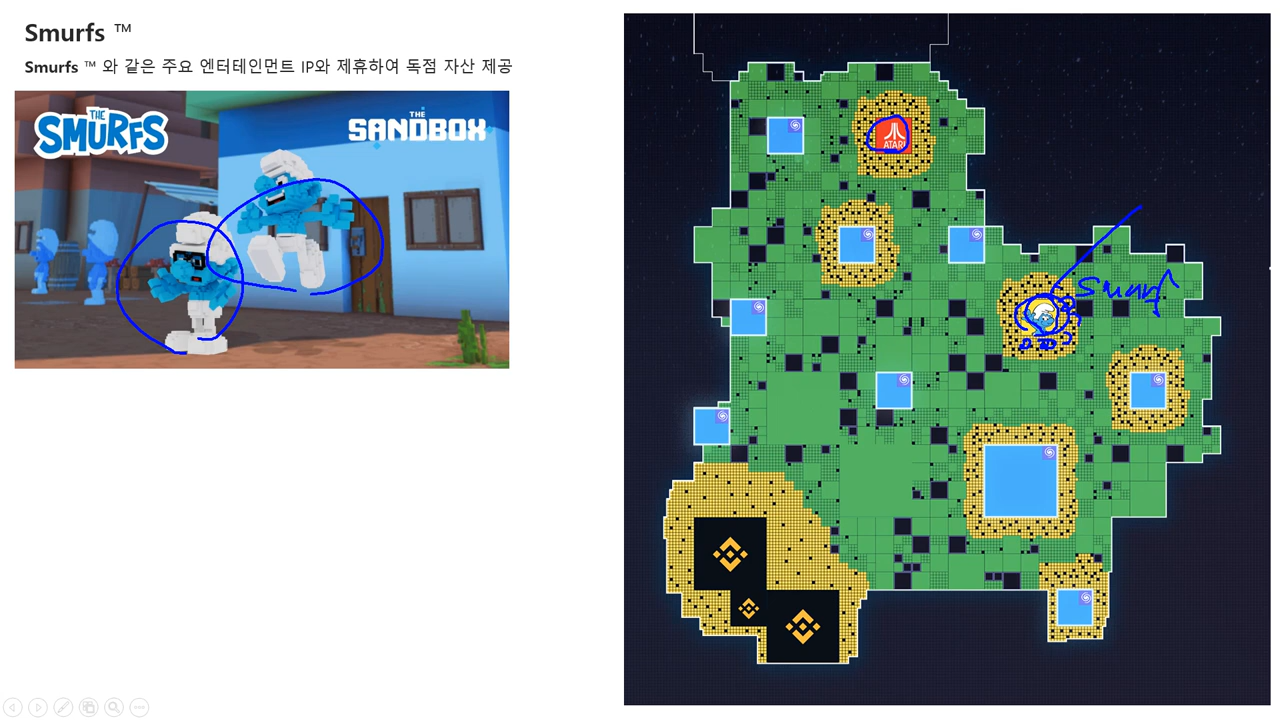 Smurfs ™
Smurfs ™ 와 같은 주요 엔터테인먼트 IP와 제휴하여 독점 자산 제공
THE
SMURFS
THE
SANDBOX
ATARI
Smurf